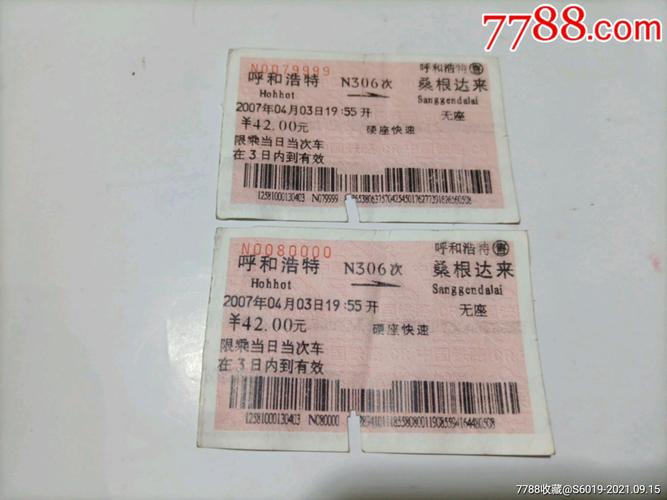 7788.com
N0079999
呼和浩特 售
呼和浩特 N306次 桑根达来
Hohhot Sanggendalai
2007年04月03日19:55开 无座
￥42.00元 硬座快速
限乘当日当次车
在3日内到有效
12581000130403 N079999
N0080000
呼和浩特 售
呼和浩特 N306次 桑根达来
Hohhot Sanggendalai
2007年04月03日19:55开 无座
￥42.00元 硬座快速
限乘当日当次车
在3日内到有效
12581000130403 N080000
7788收藏@S6019-2021.09.15